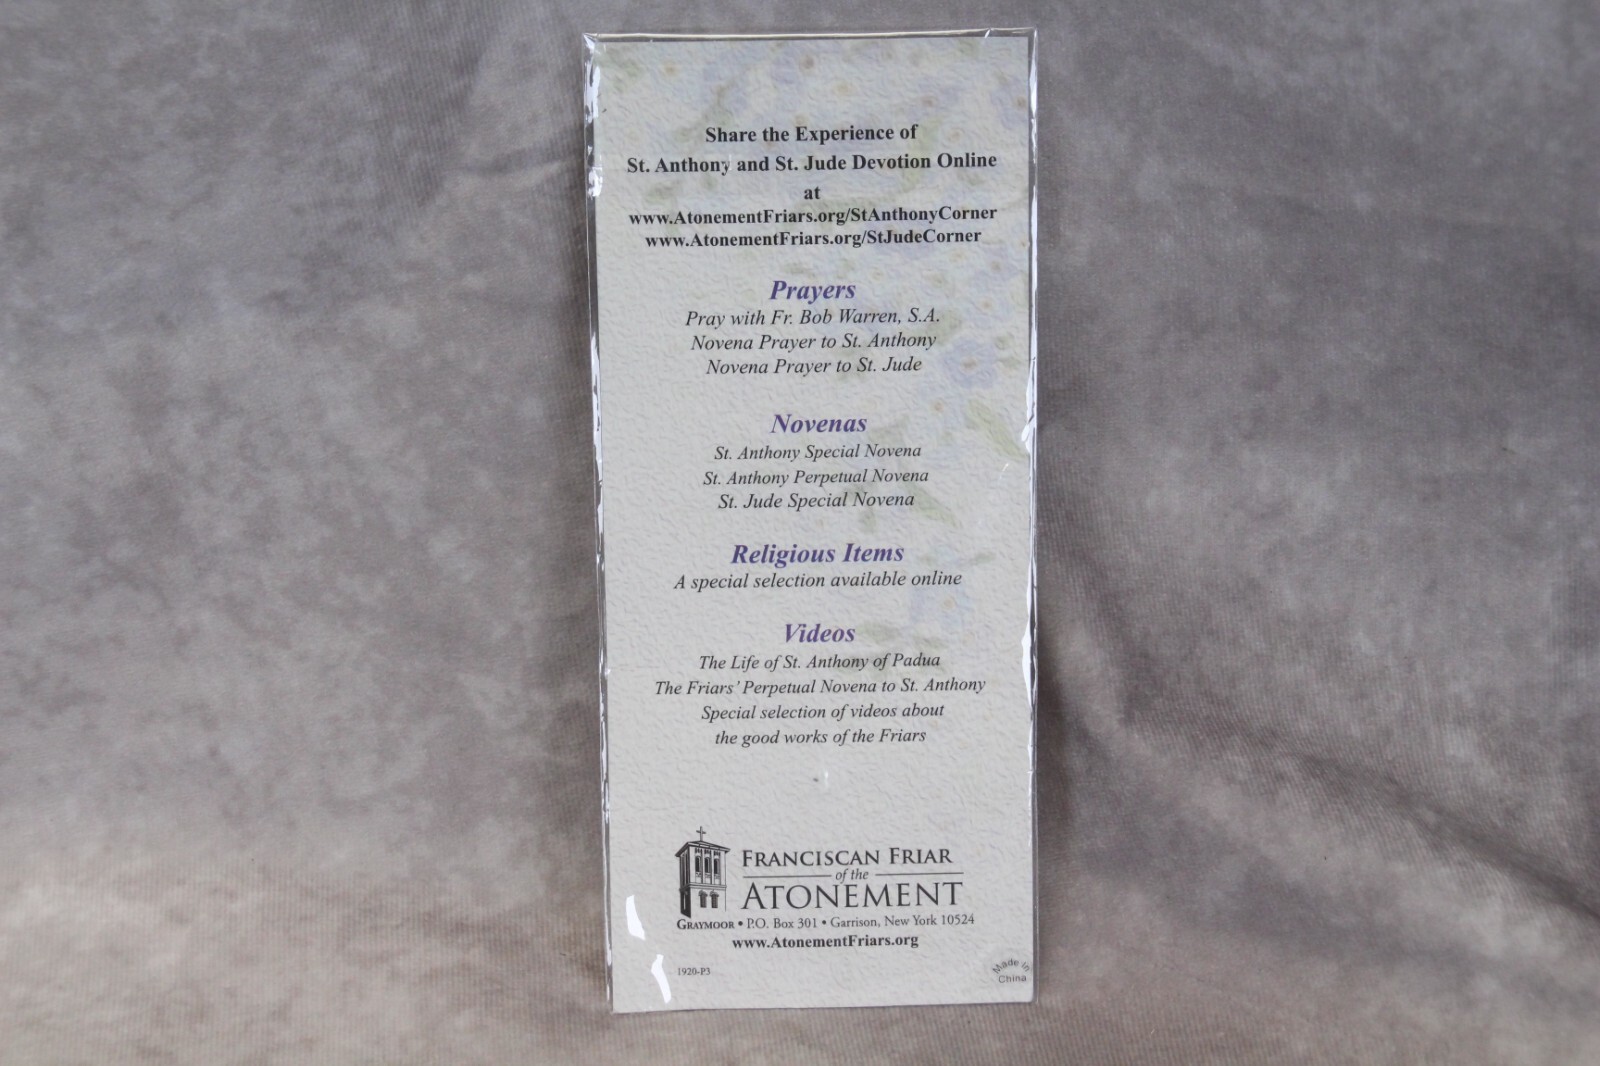 Share the Experience of
St. Anthony and St. Jude Devotion Online
at
www.AtonementFriars.org/StAnthonyCorner
www.AtonementFriars.org/StJudeCorner
Prayers
Pray with Fr. Bob Warren, S.A.
Novena Prayer to St. Anthony
Novena Prayer to St. Jude
Novenas
St. Anthony Special Novena
St. Anthony Perpetual Novena
St. Jude Special Novena
Religious Items
A special selection available online
Videos
The Life of St. Anthony of Padua
The Friars' Perpetual Novena to St. Anthony
Special selection of videos about
the good works of the Friars
FRANCISCAN FRIAR
of the
ATONEMENT
GRAYMOOR • P.O. Box 301 • Garrison, New York 10524
www.AtonementFriars.org
1920-P3
Made in
China